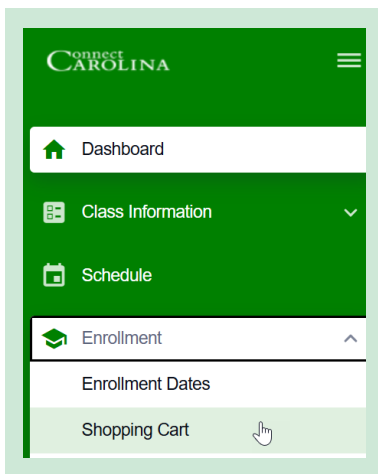 Connect
CAROLINA
Dashboard
Class Information
Schedule
Enrollment
Enrollment Dates
Shopping Cart